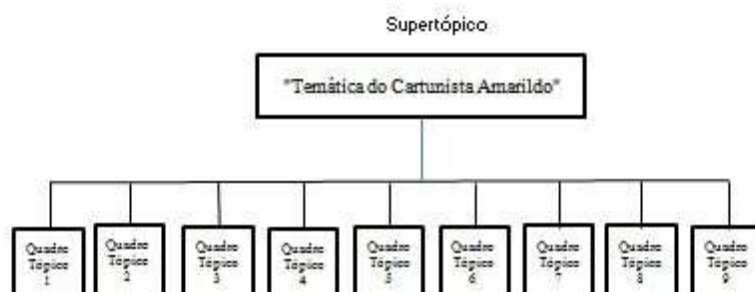 Supertópico
"Temática do Cartunista Amarildo"
Quadro
Tópico
1
Quadro
Tópico
2
Quadro
Tópico
3
Quadro
Tópico
4
Quadro
Tópico
5
Quadro
Tópico
6
Quadro
Tópico
7
Quadro
Tópico
8
Quadro
Tópico
9